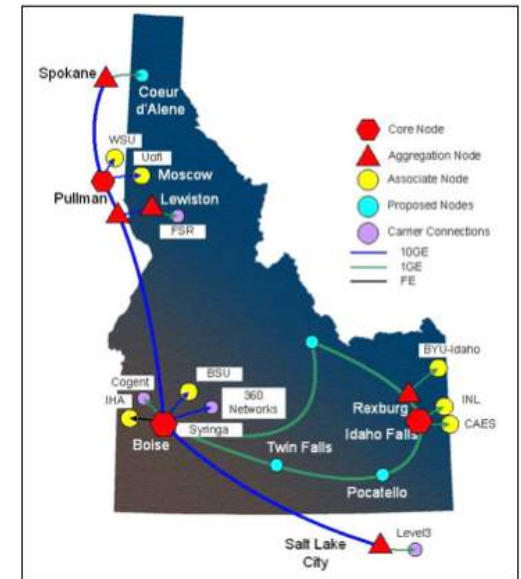 Spokane
Coeur
d'Alene
WSU
UofI
Moscow
Pullman
Lewiston
FSR
Core Node
Aggregation Node
Associate Node
Proposed Nodes
Carrier Connections
10GE
1GE
FE
BYU-Idaho
BSU
Cogent
360
Networks
IHA
Syringa
Boise
Rexburg
INL
Idaho Falls
CAES
Twin Falls
Pocatello
Salt Lake
City
Level3